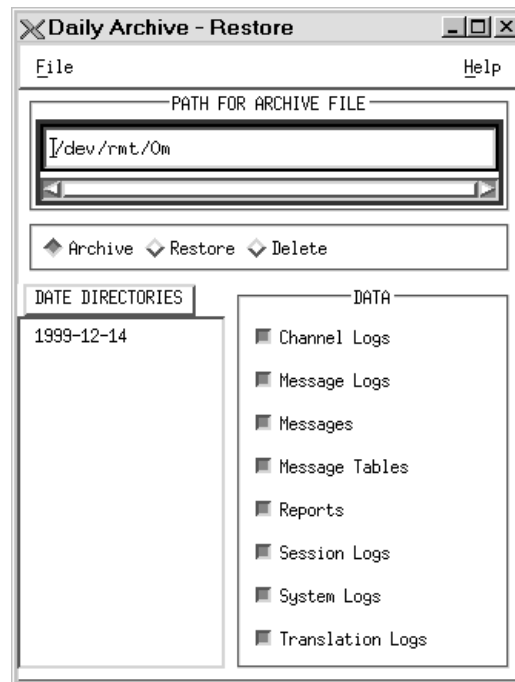 Daily Archive - Restore
File Help
PATH FOR ARCHIVE FILE
/dev/rmt/0m
Archive Restore Delete
DATE DIRECTORIES
1999-12-14
DATA
Channel Logs
Message Logs
Messages
Message Tables
Reports
Session Logs
System Logs
Translation Logs